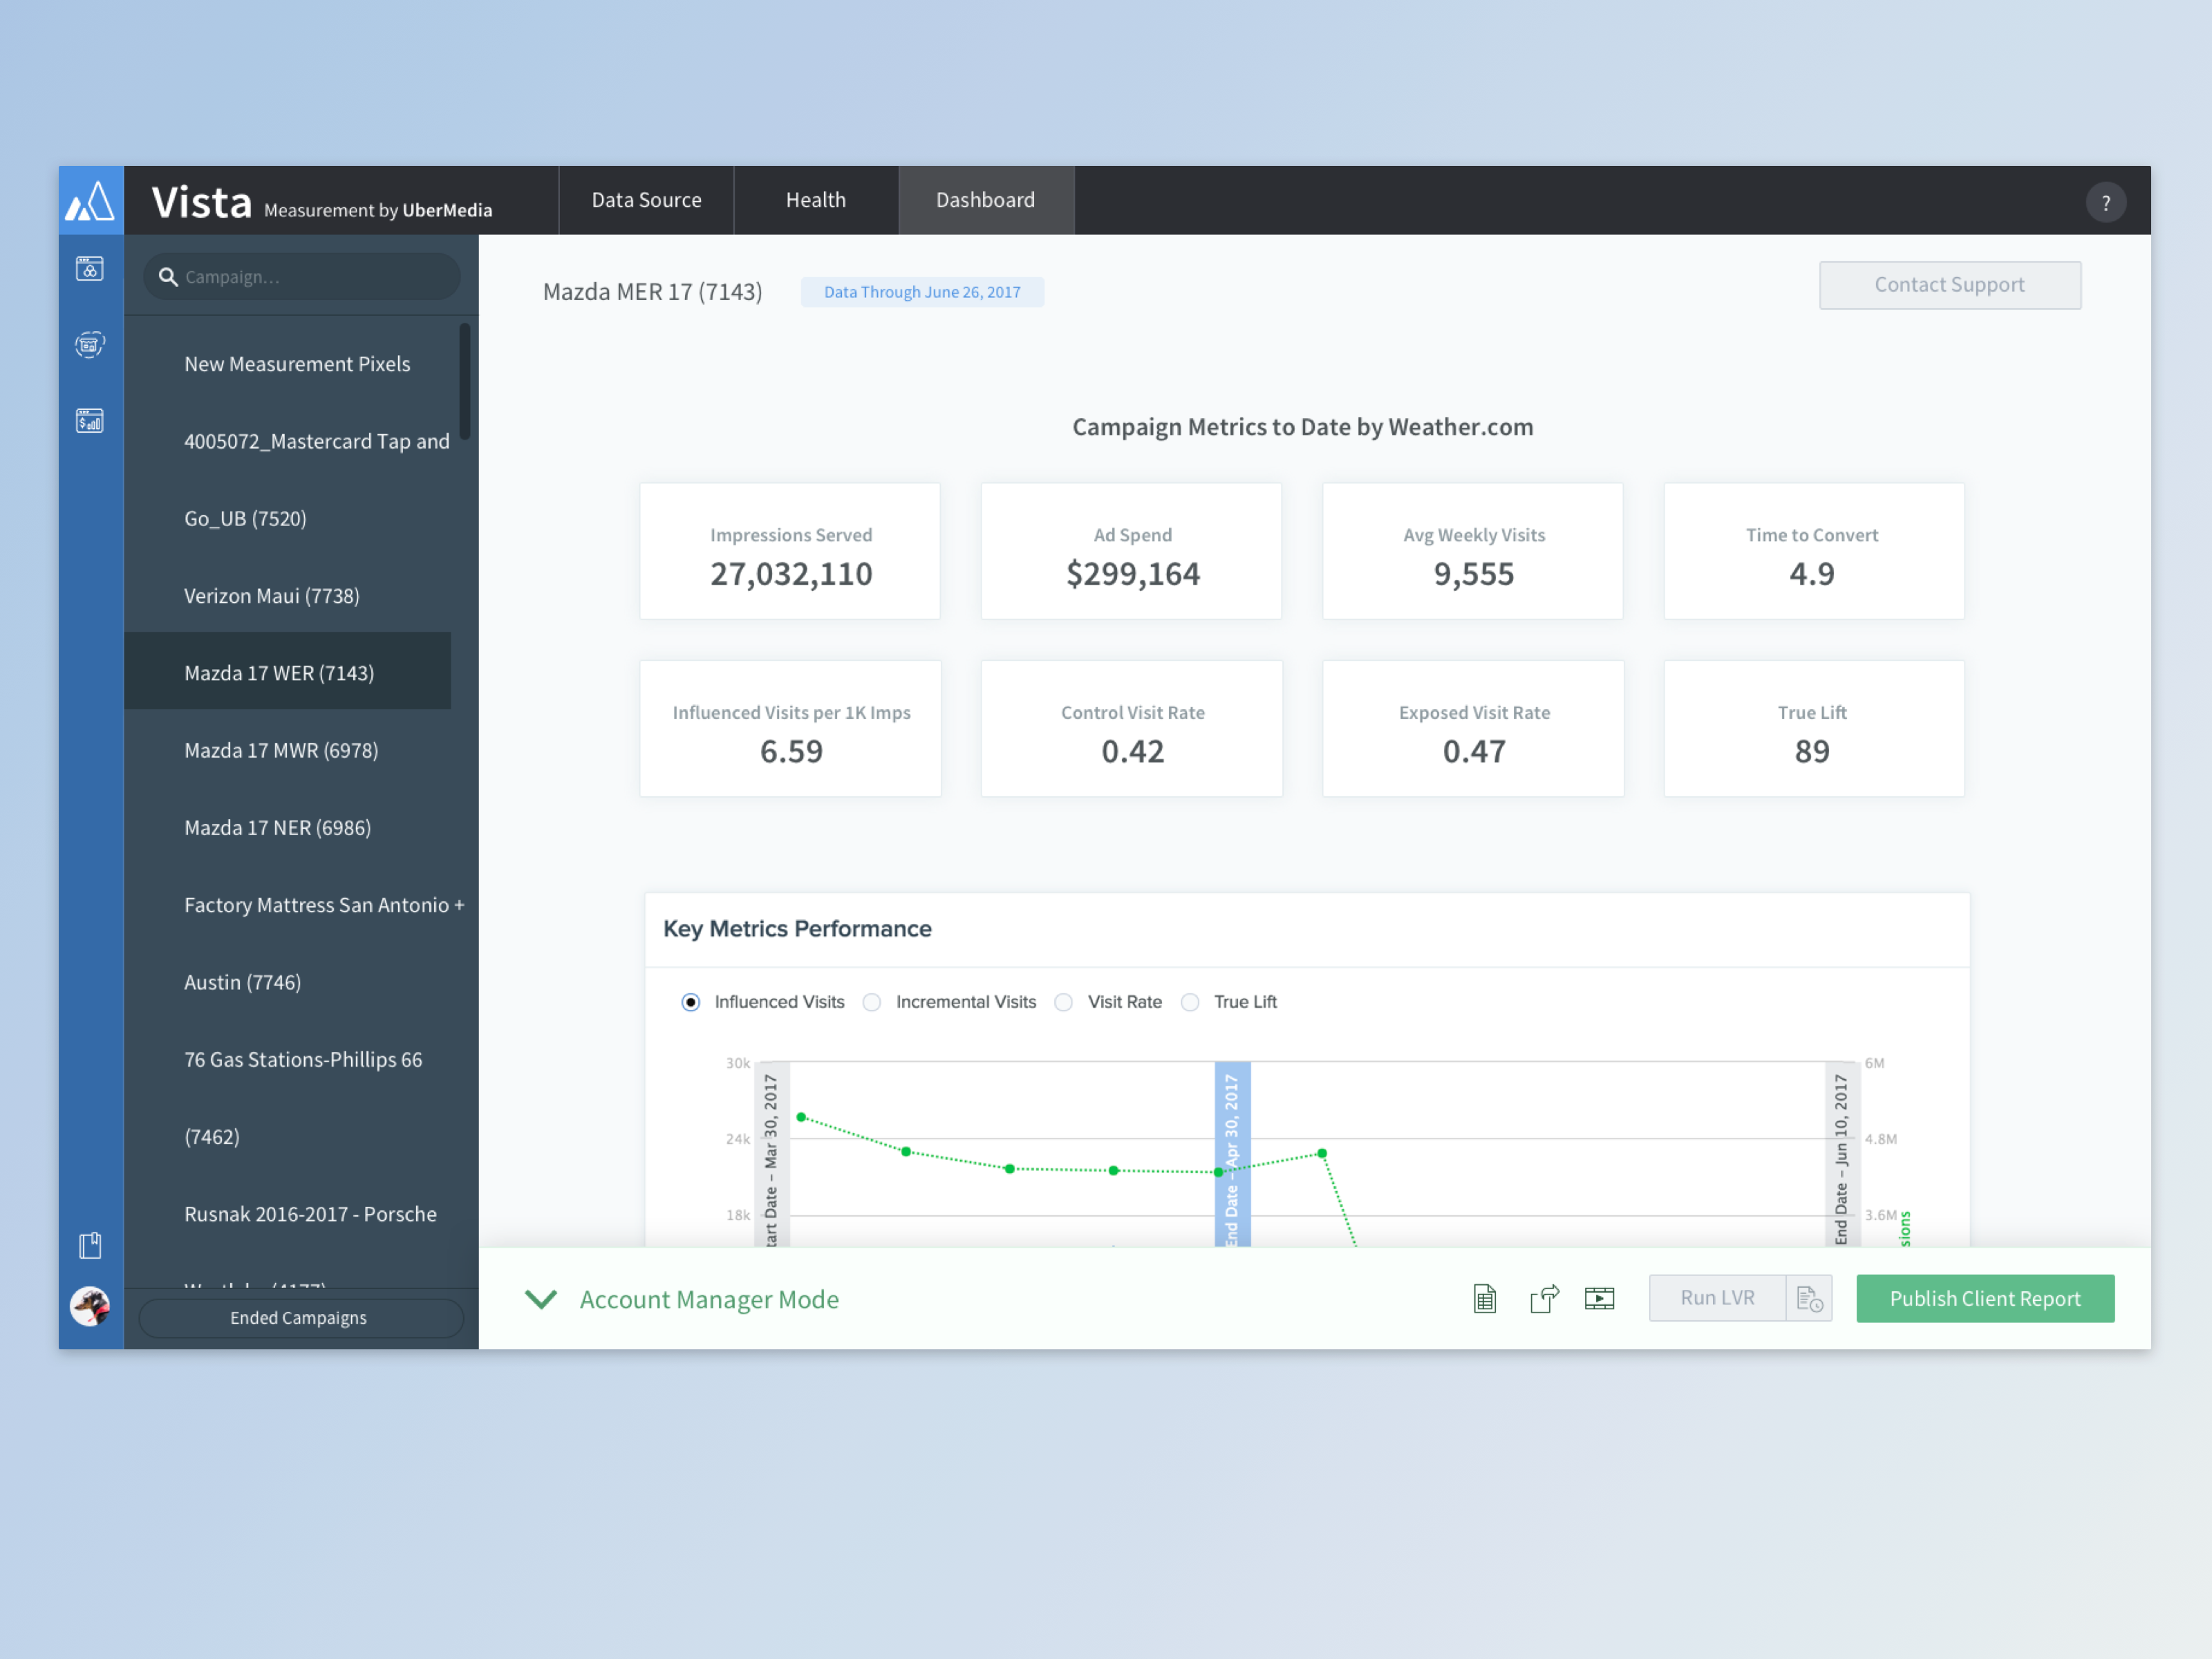 Vista Measurement by UberMedia
Data Source
Health
Dashboard
?
Campaign...
New Measurement Pixels
4005072_Mastercard Tap and
Go_UB (7520)
Verizon Maui (7738)
Mazda 17 WER (7143)
Mazda 17 MWR (6978)
Mazda 17 NER (6986)
Factory Mattress San Antonio +
Austin (7746)
76 Gas Stations-Phillips 66
(7462)
Rusnak 2016-2017 - Porsche
Ended Campaigns
Mazda MER 17 (7143)
Data Through June 26, 2017
Contact Support
Campaign Metrics to Date by Weather.com
Impressions Served
27,032,110
Ad Spend
$299,164
Avg Weekly Visits
9,555
Time to Convert
4.9
Influenced Visits per 1K Imps
6.59
Control Visit Rate
0.42
Exposed Visit Rate
0.47
True Lift
89
Key Metrics Performance
Influenced Visits
Incremental Visits
Visit Rate
True Lift
30k
24k
18k
tart Date – Mar 30, 2017
End Date – Apr 30, 2017
End Date – Jun 10, 2017
6M
4.8M
3.6M
sions
Account Manager Mode
Run LVR
Publish Client Report